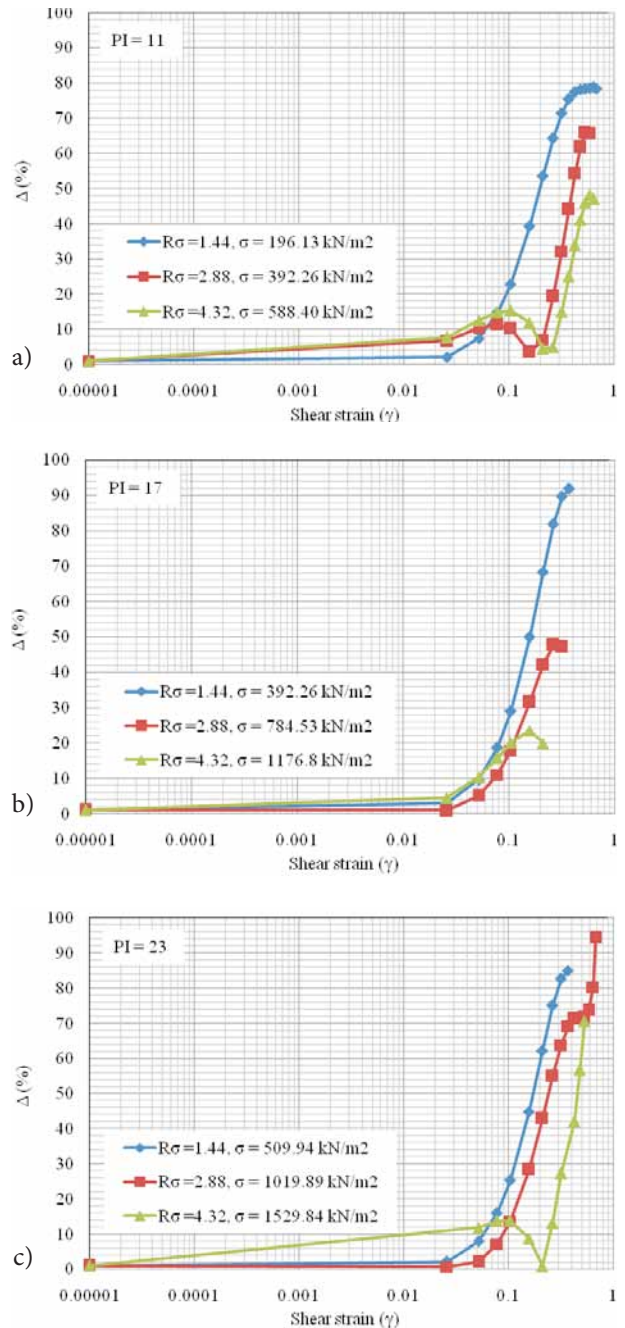 100
PI = 11
90
80
70
60
Δ (%)
50
40
Rσ=1.44, σ = 196.13 kN/m2
30
Rσ=2.88, σ = 392.26 kN/m2
20
Rσ=4.32, σ = 588.40 kN/m2
10
a)
0
0.00001 0.0001 0.001 0.01 0.1 1
Shear strain (γ)
100
PI = 17
90
80
70
60
Δ (%)
50
40
Rσ=1.44, σ = 392.26 kN/m2
30
Rσ=2.88, σ = 784.53 kN/m2
20
Rσ=4.32, σ = 1176.8 kN/m2
10
b)
0
0.00001 0.0001 0.001 0.01 0.1 1
Shear strain (γ)
100
PI = 23
90
80
70
60
Δ (%)
50
40
Rσ=1.44, σ = 509.94 kN/m2
30
Rσ=2.88, σ = 1019.89 kN/m2
20
Rσ=4.32, σ = 1529.84 kN/m2
10
c)
0
0.00001 0.0001 0.001 0.01 0.1 1
Shear strain (γ)